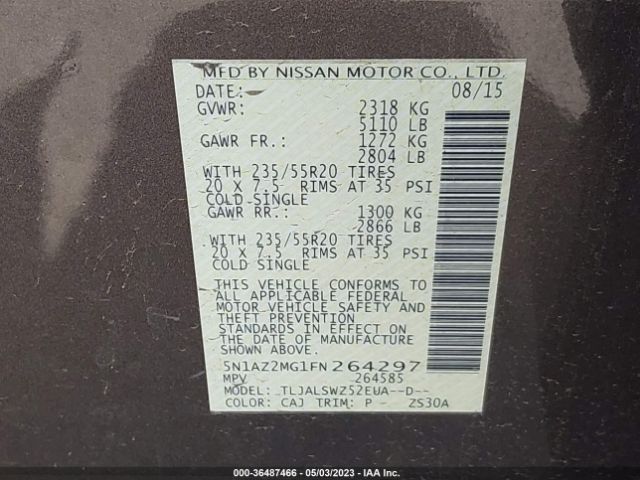 MFD BY NISSAN MOTOR CO., LTD.
DATE: 08/15
GVWR: 2318 KG
5110 LB
GAWR FR.: 1272 KG
2804 LB
WITH 235/55R20 TIRES
20 X 7.5 RIMS AT 35 PSI
COLD SINGLE
GAWR RR.: 1300 KG
2866 LB
WITH 235/55R20 TIRES
20 X 7.5 RIMS AT 35 PSI
COLD SINGLE
THIS VEHICLE CONFORMS TO
ALL APPLICABLE FEDERAL
MOTOR VEHICLE SAFETY AND
THEFT PREVENTION
STANDARDS IN EFFECT ON
THE DATE OF MANUFACTURE
SHOWN ABOVE.
5N1AZ2MG1FN264297
MPV 264585
MODEL: TLJALSWZ52EUA--D--
COLOR: CAJ TRIM: P - ZS30A
000-36487466 - 05/03/2023 - IAA Inc.